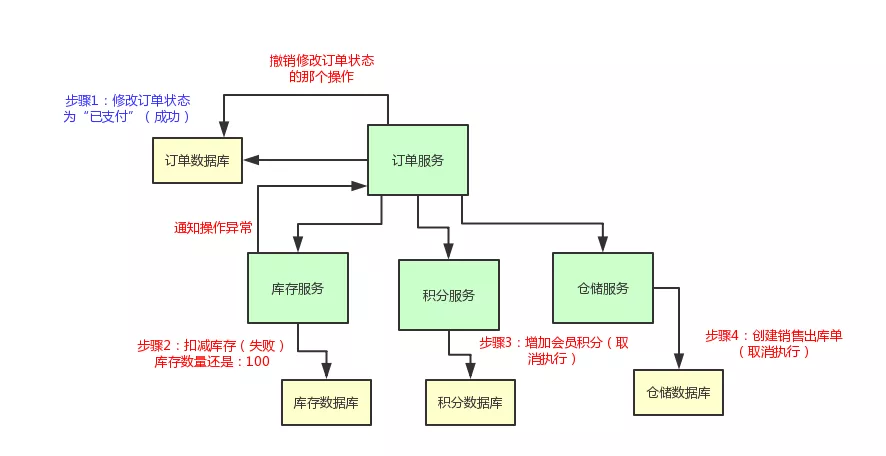 撤销修改订单状态
的那个操作
步骤1：修改订单状态
为“已支付”（成功）
订单数据库
订单服务
通知操作异常
库存服务
积分服务
仓储服务
步骤2：扣减库存（失败）
库存数量还是：100
步骤3：增加会员积分（取
消执行）
步骤4：创建销售出库单
（取消执行）
库存数据库
积分数据库
仓储数据库